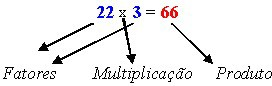 22 x 3 = 66
Fatores Multiplicação Produto